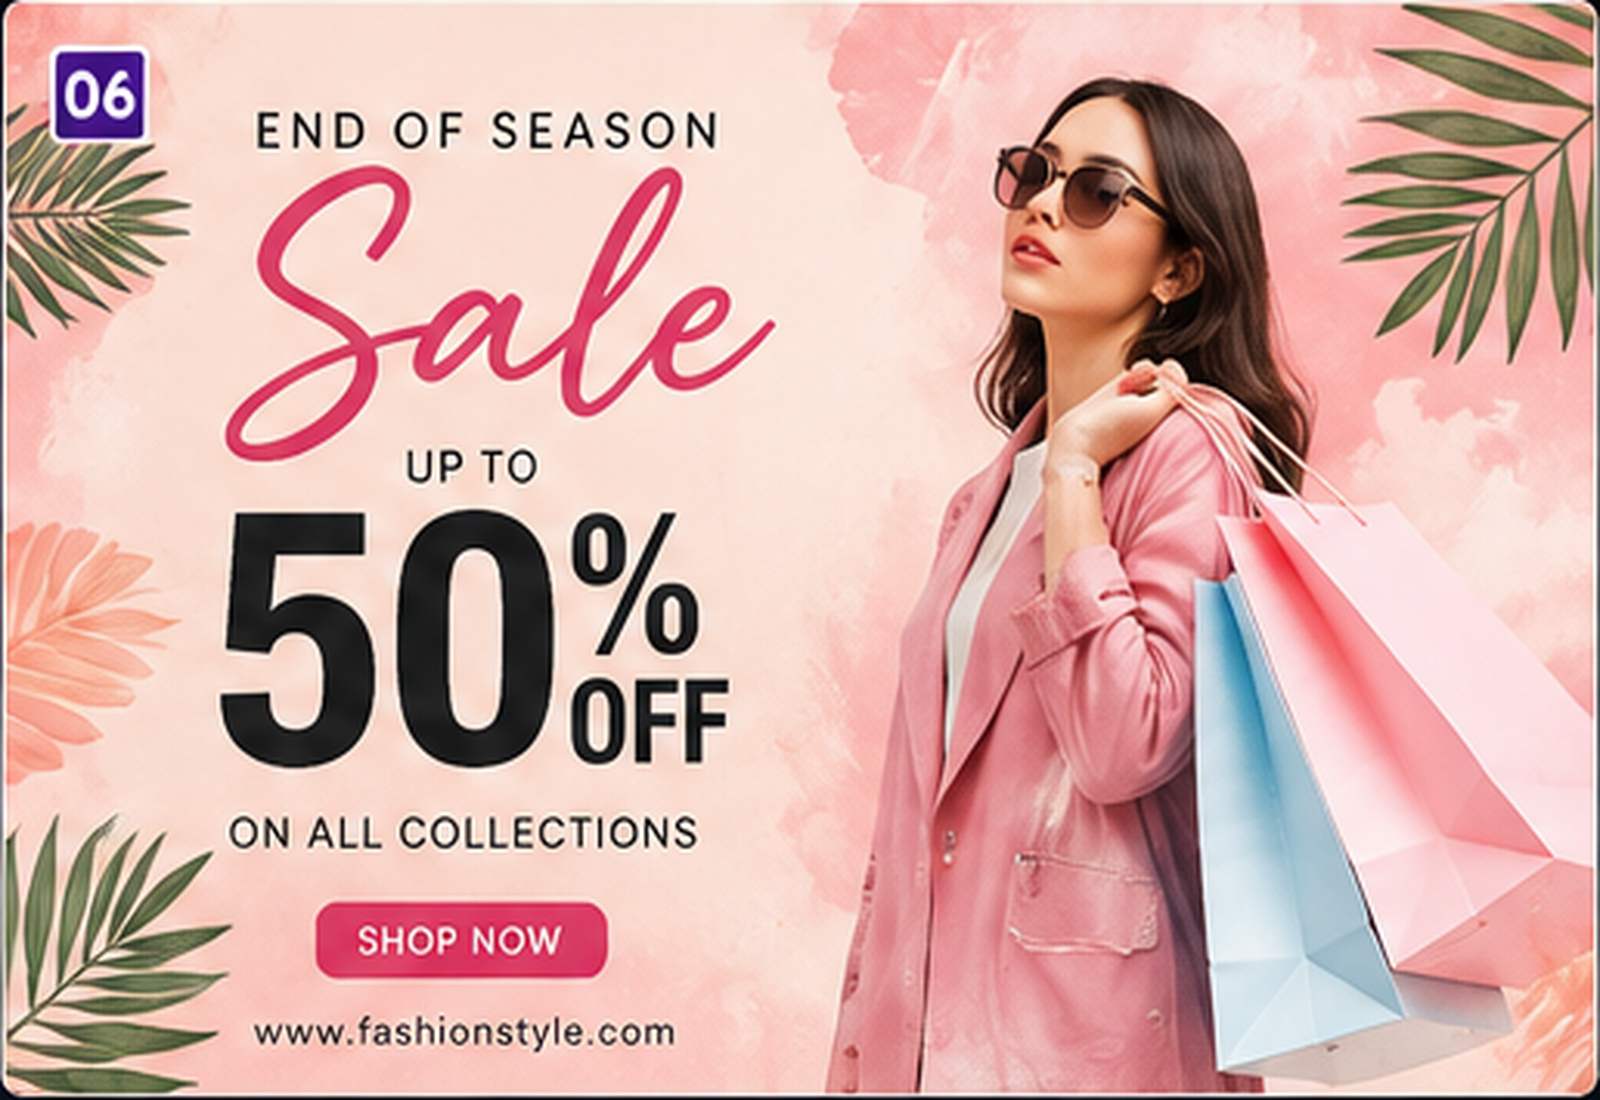 06
END OF SEASON
Sale
UP TO
50%
OFF
ON ALL COLLECTIONS
SHOP NOW
www.fashionstyle.com